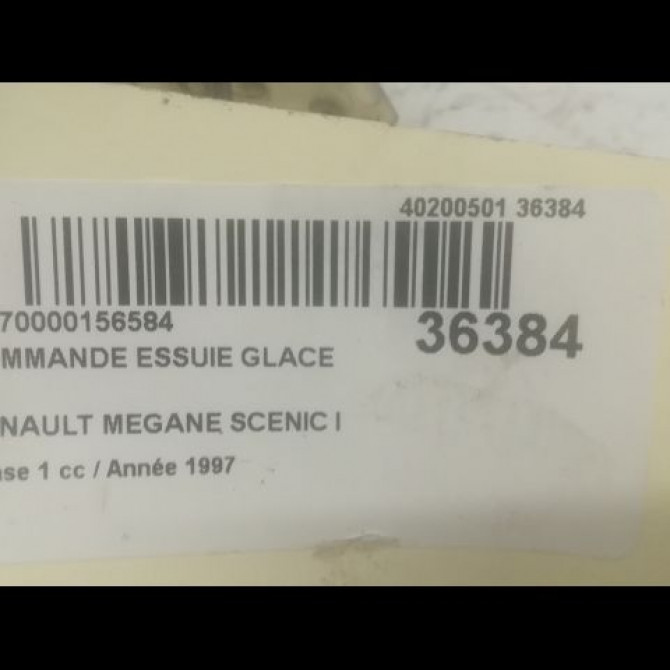 40200501 36384
70000156584
36384
MMANDE ESSUIE GLACE
NAULT MEGANE SCENIC I
se 1 cc / Année 1997